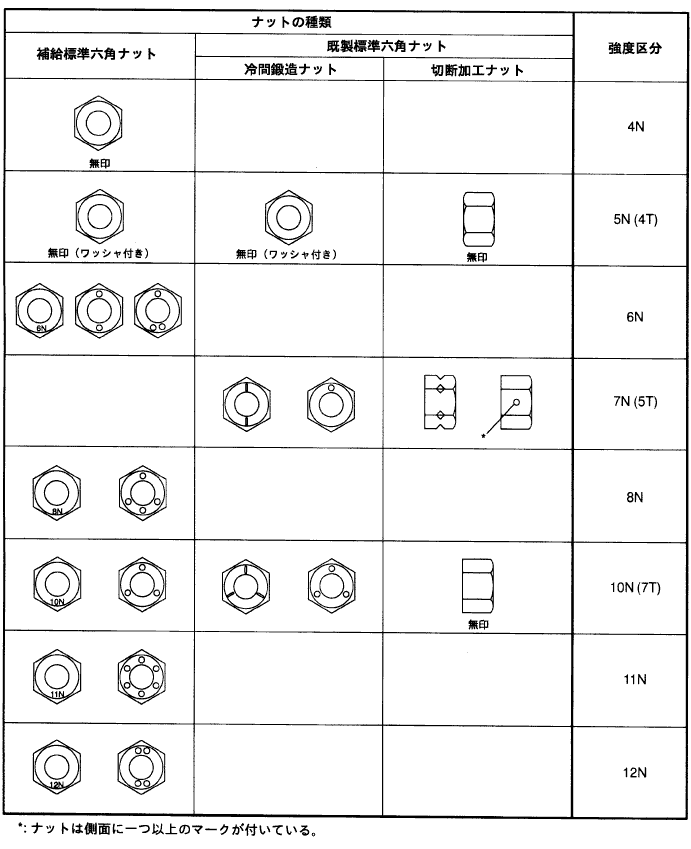 ナットの種類
強度区分
補給標準六角ナット
既製標準六角ナット
冷間鍛造ナット
切断加工ナット
無印
4N
無印（ワッシャ付き）
無印（ワッシャ付き）
無印
5N (4T)
6N
6N
*
7N (5T)
8N
8N
10N
無印
10N (7T)
11N
11N
12N
12N
*: ナットは側面に一つ以上のマークが付いている。